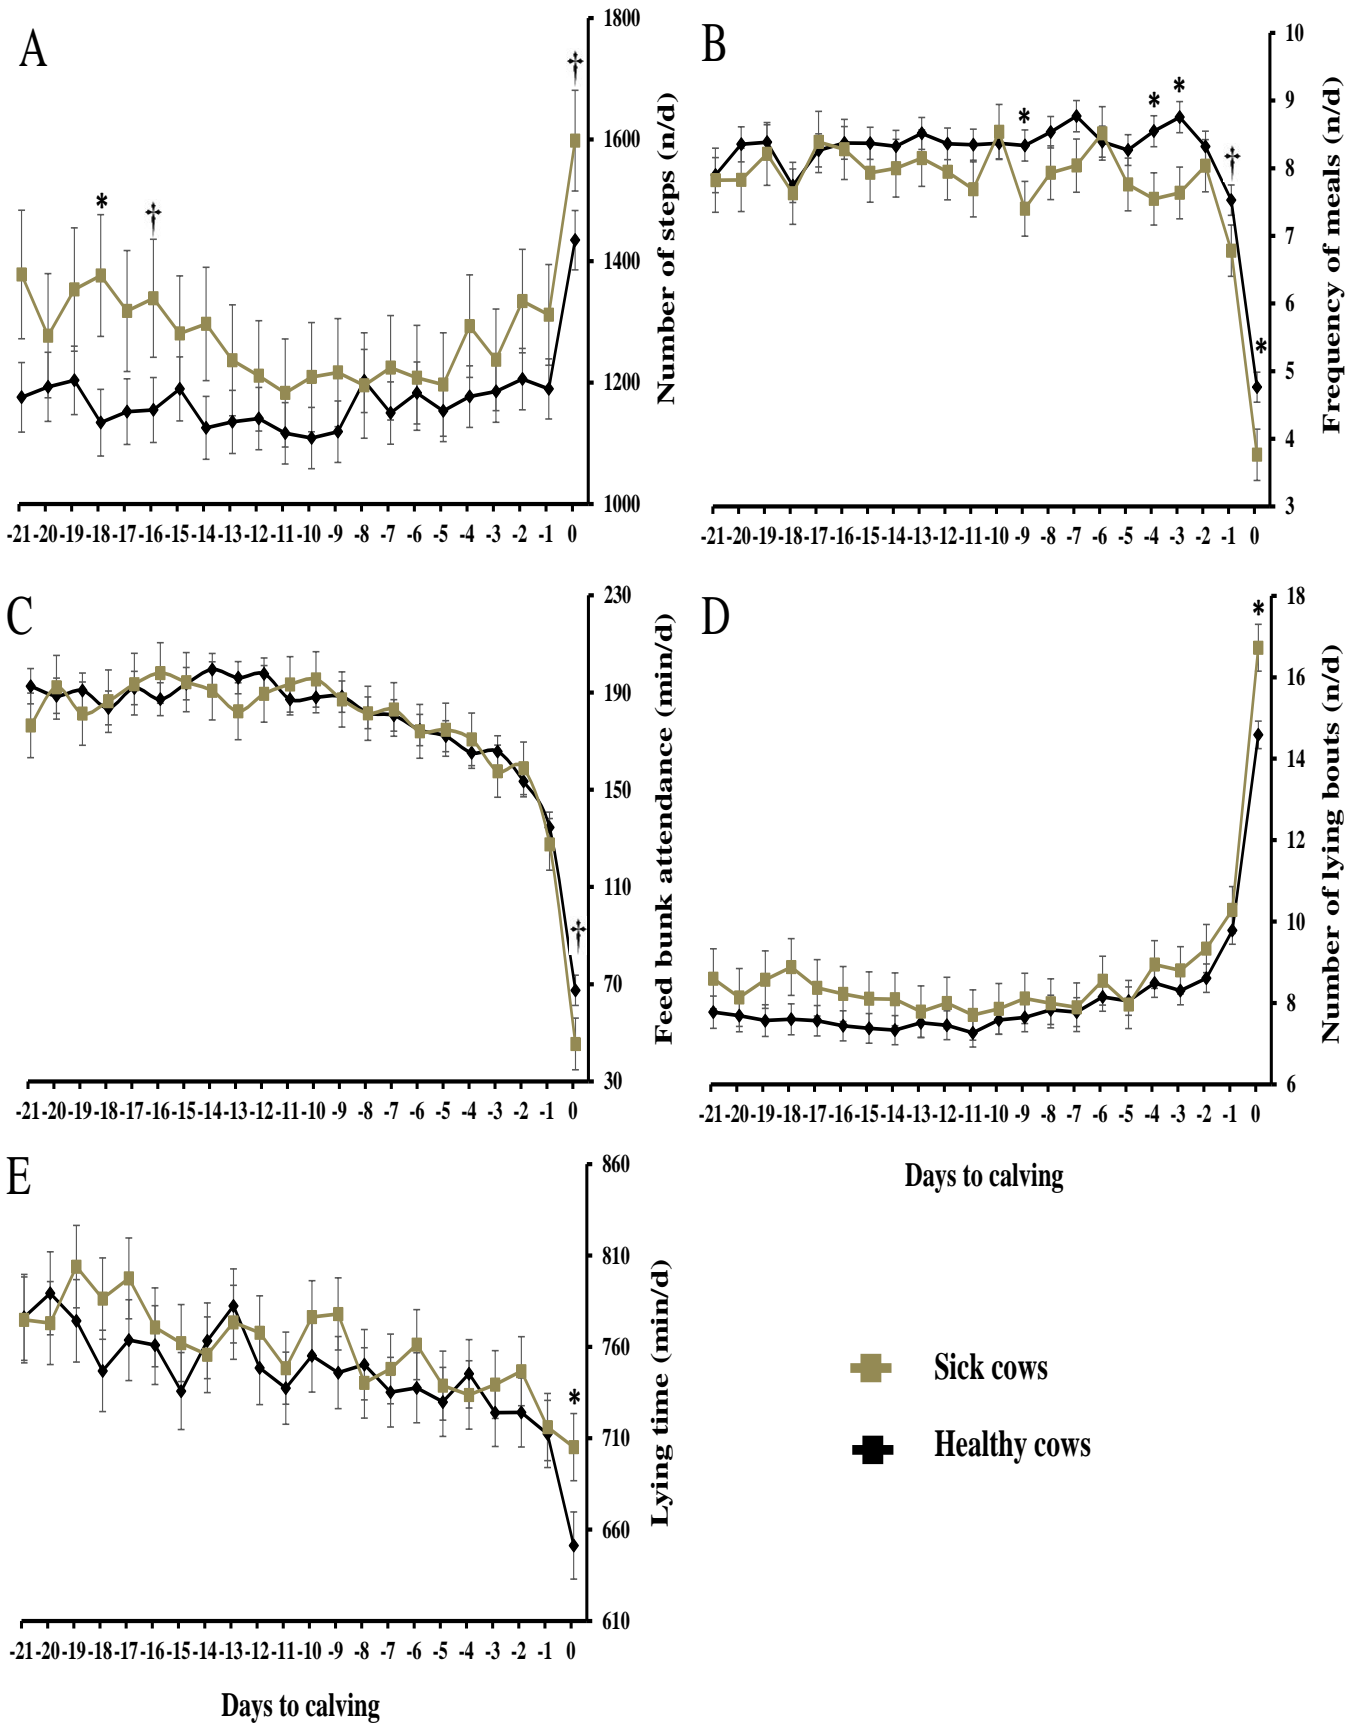 A
1800
1600
1400
1200
1000
Number of steps (n/d)
* † †
-21 -20 -19 -18 -17 -16 -15 -14 -13 -12 -11 -10 -9 -8 -7 -6 -5 -4 -3 -2 -1 0
B
10
9
8
7
6
5
4
3
Frequency of meals (n/d)
* * * † *
-21 -20 -19 -18 -17 -16 -15 -14 -13 -12 -11 -10 -9 -8 -7 -6 -5 -4 -3 -2 -1 0
C
230
190
150
110
70
30
Feed bunk attendance (min/d)
†
-21 -20 -19 -18 -17 -16 -15 -14 -13 -12 -11 -10 -9 -8 -7 -6 -5 -4 -3 -2 -1 0
D
18
16
14
12
10
8
6
Number of lying bouts (n/d)
*
-21 -20 -19 -18 -17 -16 -15 -14 -13 -12 -11 -10 -9 -8 -7 -6 -5 -4 -3 -2 -1 0
Days to calving
E
860
810
760
710
660
610
Lying time (min/d)
*
-21 -20 -19 -18 -17 -16 -15 -14 -13 -12 -11 -10 -9 -8 -7 -6 -5 -4 -3 -2 -1 0
Days to calving
Sick cows
Healthy cows